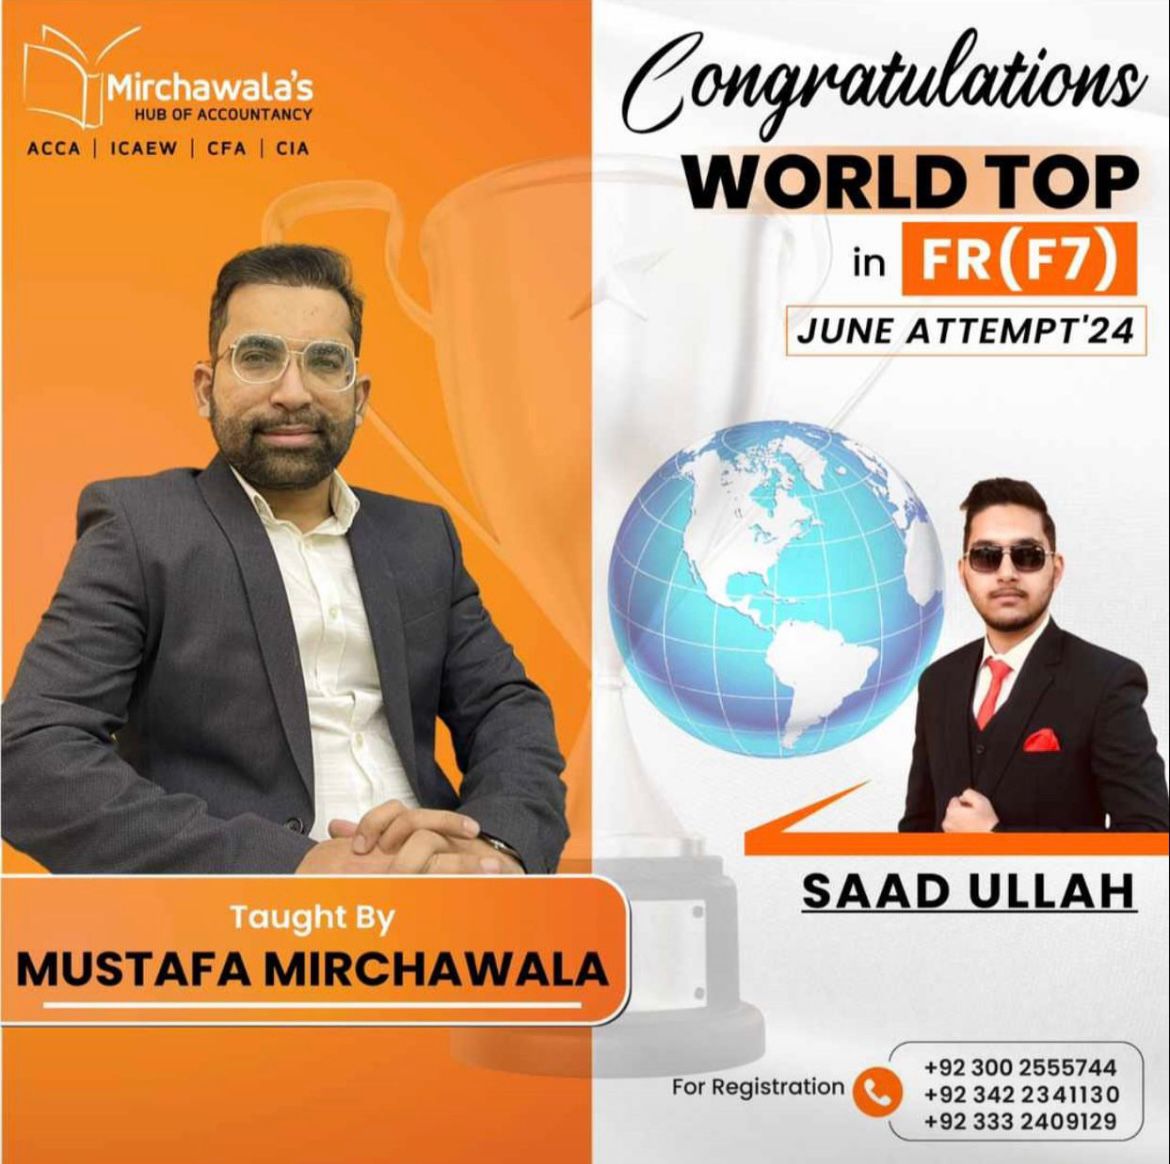 Mirchawala's
HUB OF ACCOUNTANCY
ACCA | ICAEW | CFA | CIA
Congratulations
WORLD TOP
in FR(F7)
JUNE ATTEMPT'24
SAAD ULLAH
Taught By
MUSTAFA MIRCHAWALA
For Registration
+92 300 2555744
+92 342 2341130
+92 333 2409129